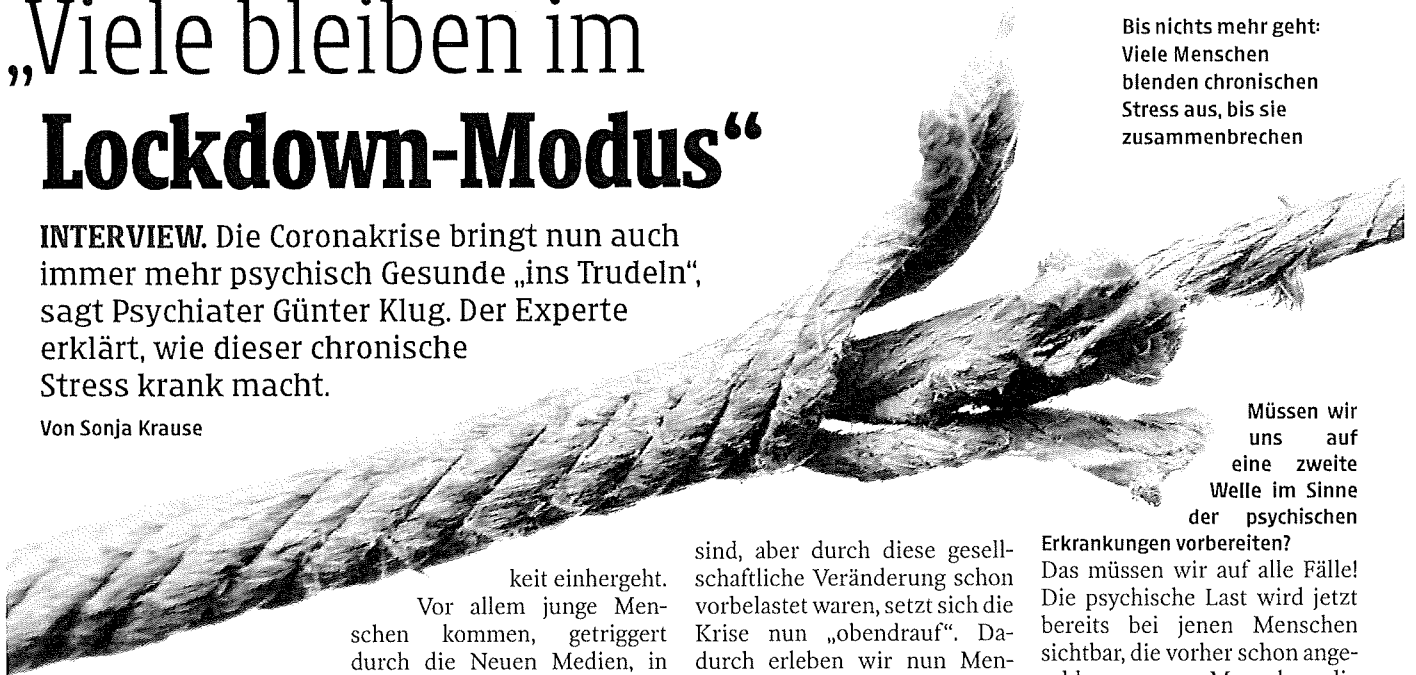 „Viele bleiben im
Lockdown-Modus“
INTERVIEW. Die Coronakrise bringt nun auch
immer mehr psychisch Gesunde „ins Trudeln“,
sagt Psychiater Günter Klug. Der Experte
erklärt, wie dieser chronische
Stress krank macht.
Von Sonja Krause
Bis nichts mehr geht:
Viele Menschen
blenden chronischen
Stress aus, bis sie
zusammenbrechen
keit einhergeht.
Vor allem junge Men-
schen kommen, getriggert
durch die Neuen Medien, in
sind, aber durch diese gesell-
schaftliche Veränderung schon
vorbelastet waren, setzt sich die
Krise nun „obendrauf“. Da-
durch erleben wir nun Men-
Müssen wir
uns auf
eine zweite
Welle im Sinne
der psychischen
Erkrankungen vorbereiten?
Das müssen wir auf alle Fälle!
Die psychische Last wird jetzt
bereits bei jenen Menschen
sichtbar, die vorher schon ange-